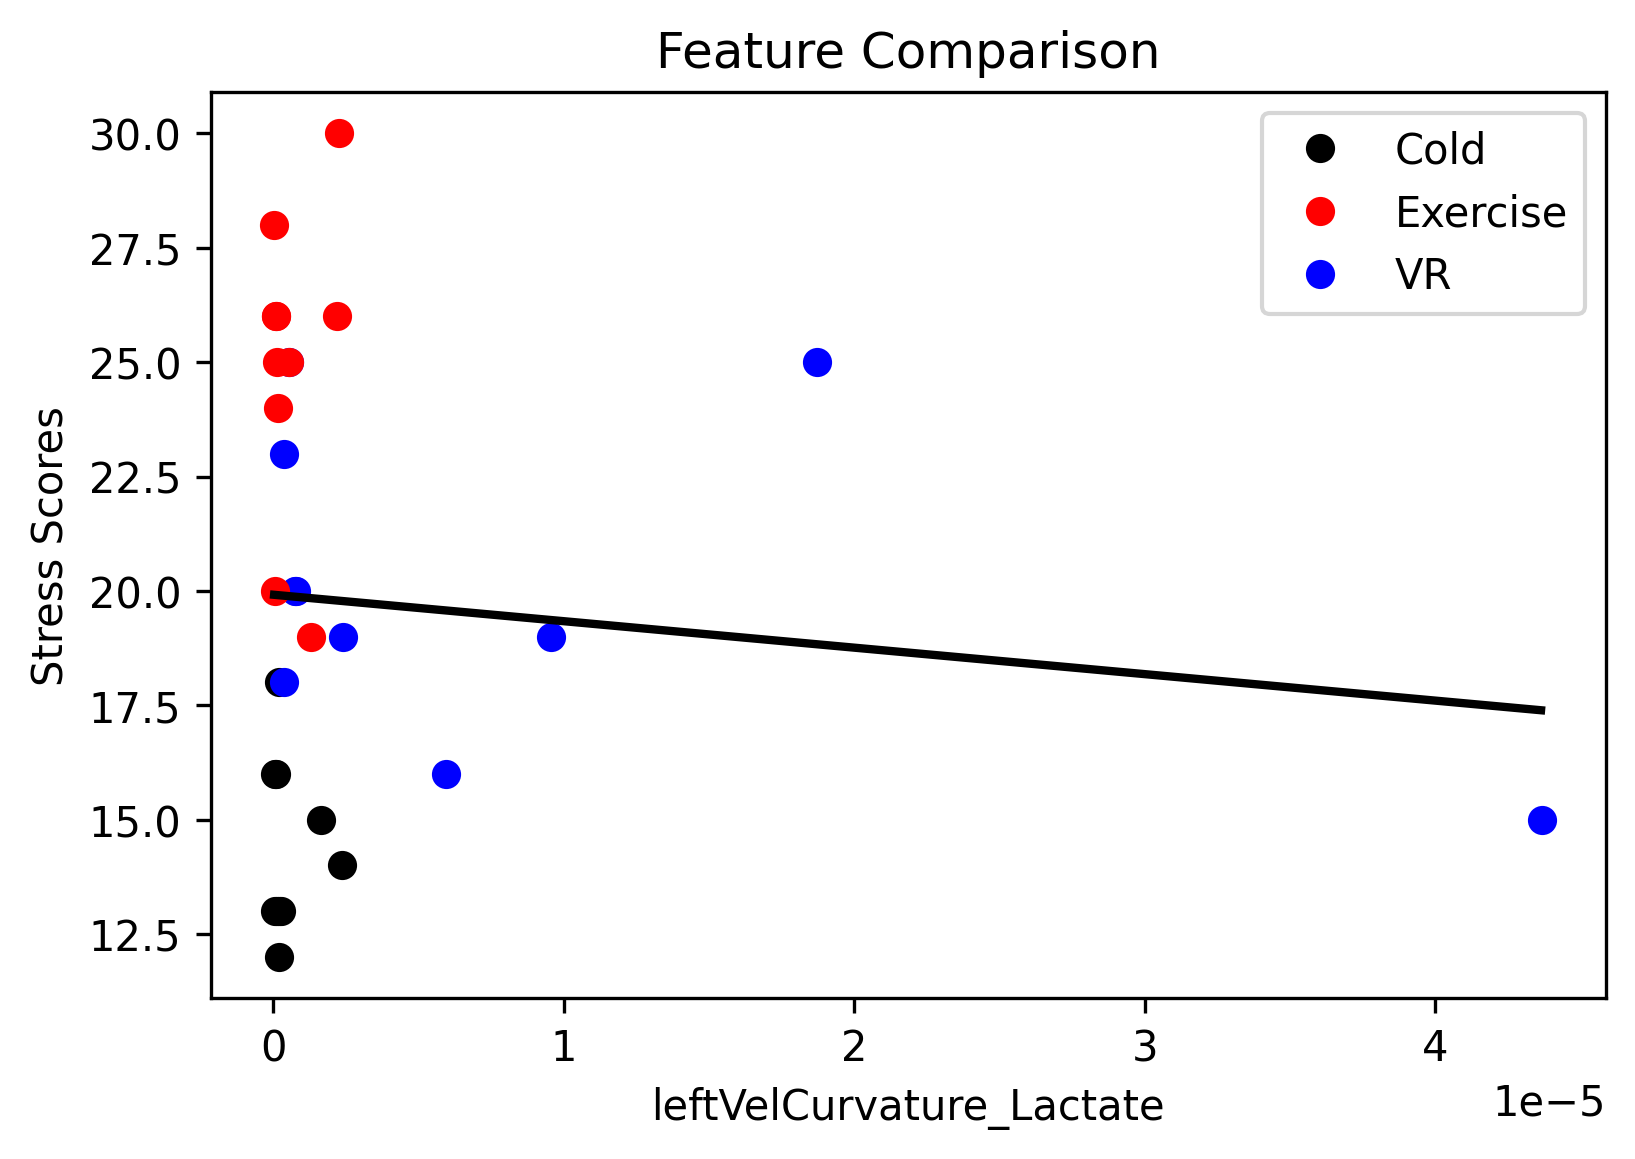 Feature Comparison
Cold
Exercise
VR
Stress Scores
30.0
27.5
25.0
22.5
20.0
17.5
15.0
12.5
0 1 2 3 4
1e−5
leftVelCurvature_Lactate